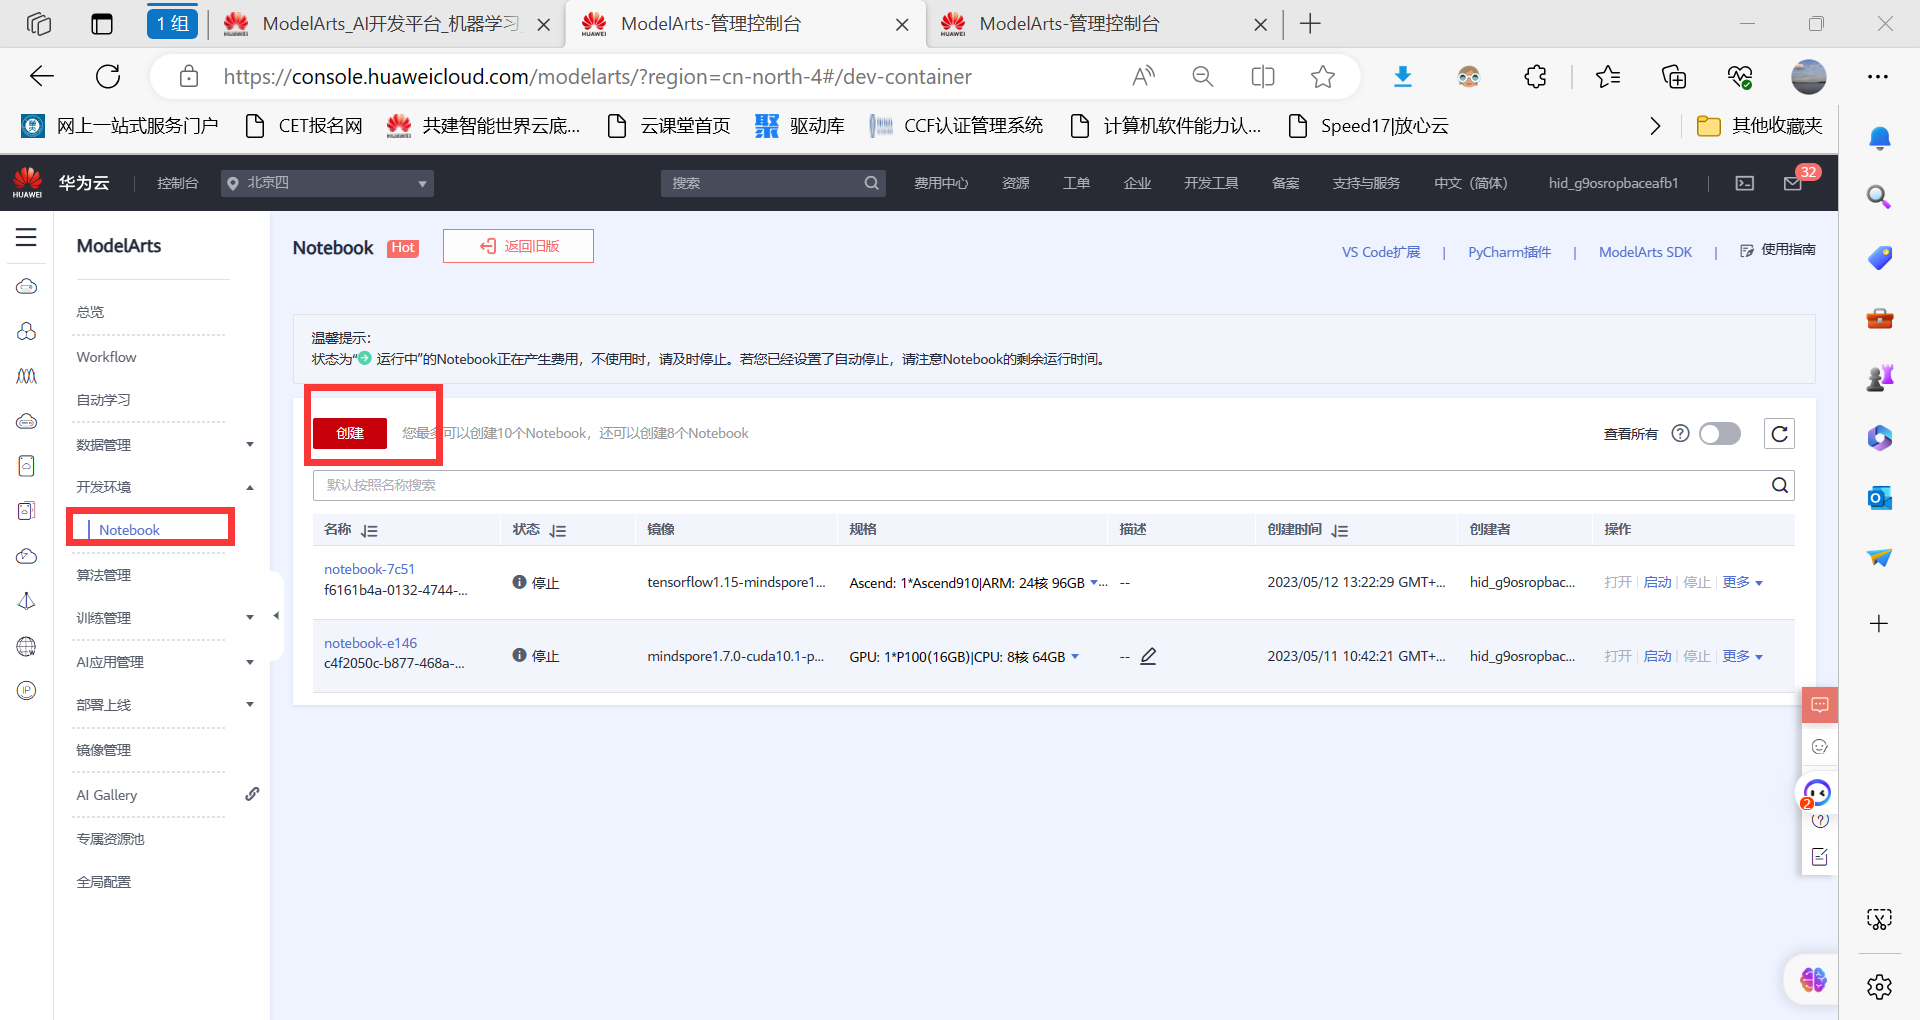 1 组
ModelArts_AI开发平台_机器学习
ModelArts-管理控制台
ModelArts-管理控制台
https://console.huaweicloud.com/modelarts/?region=cn-north-4#/dev-container
网上一站式服务门户
CET报名网
共建智能世界云底...
云课堂首页
驱动库
CCF认证管理系统
计算机软件能力认...
Speed17|放心云
其他收藏夹
HUAWEI
华为云
控制台
北京四
搜索
费用中心
资源
工单
企业
开发工具
备案
支持与服务
中文（简体）
hid_g9osropbaceafb1
32
ModelArts
总览
Workflow
自动学习
数据管理
开发环境
Notebook
算法管理
训练管理
AI应用管理
部署上线
镜像管理
AI Gallery
专属资源池
全局配置
Notebook Hot
返回旧版
VS Code扩展 | PyCharm插件 | ModelArts SDK | 使用指南
温馨提示：
状态为“运行中”的Notebook正在产生费用，不使用时，请及时停止。若您已经设置了自动停止，请注意Notebook的剩余运行时间。
创建
您最多可以创建10个Notebook，还可以创建8个Notebook
查看所有
默认按照名称搜索
名称 状态 镜像 规格 描述 创建时间 创建者 操作
notebook-7c51
f6161b4a-0132-4744-...
停止
tensorflow1.15-mindspore1...
Ascend: 1*Ascend910|ARM: 24核 96GB ...
--
2023/05/12 13:22:29 GMT+...
hid_g9osropbac...
打开 | 启动 | 停止 | 更多
notebook-e146
c4f2050c-b877-468a-...
停止
mindspore1.7.0-cuda10.1-p...
GPU: 1*P100(16GB)|CPU: 8核 64GB
--
2023/05/11 10:42:21 GMT+...
hid_g9osropbac...
打开 | 启动 | 停止 | 更多
2